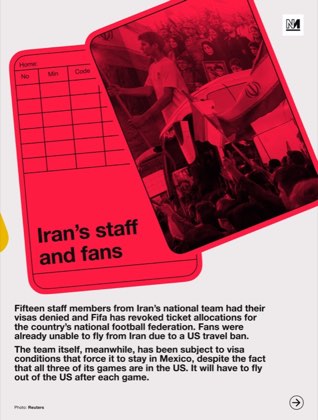 NM
Home:
No Min Code
Iran's staff
and fans
Fifteen staff members from Iran's national team had their
visas denied and Fifa has revoked ticket allocations for
the country's national football federation. Fans were
already unable to fly from Iran due to a US travel ban.
The team itself, meanwhile, has been subject to visa
conditions that force it to stay in Mexico, despite the fact
that all three of its games are in the US. It will have to fly
out of the US after each game.
Photo: Reuters